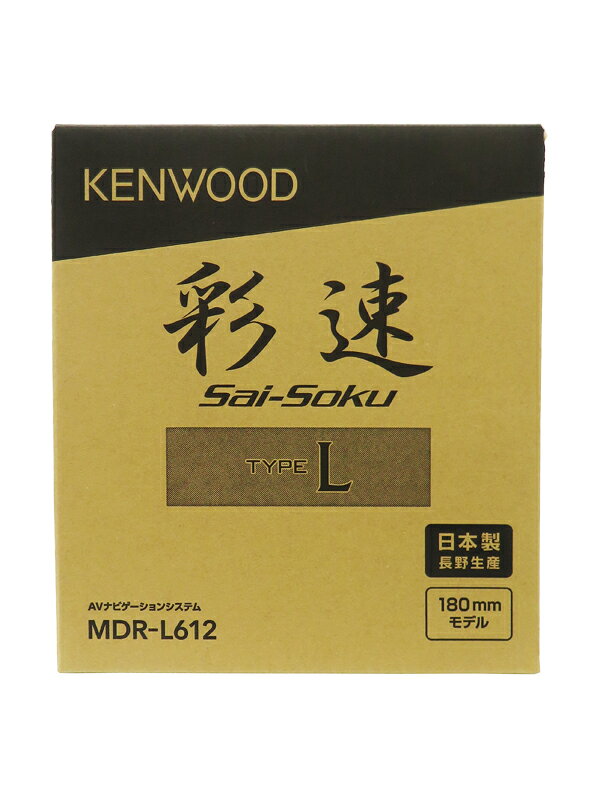 KENWOOD
彩速
Sai-Soku
TYPE L
日本製
長野生産
AVナビゲーションシステム
MDR-L612
180mm
モデル